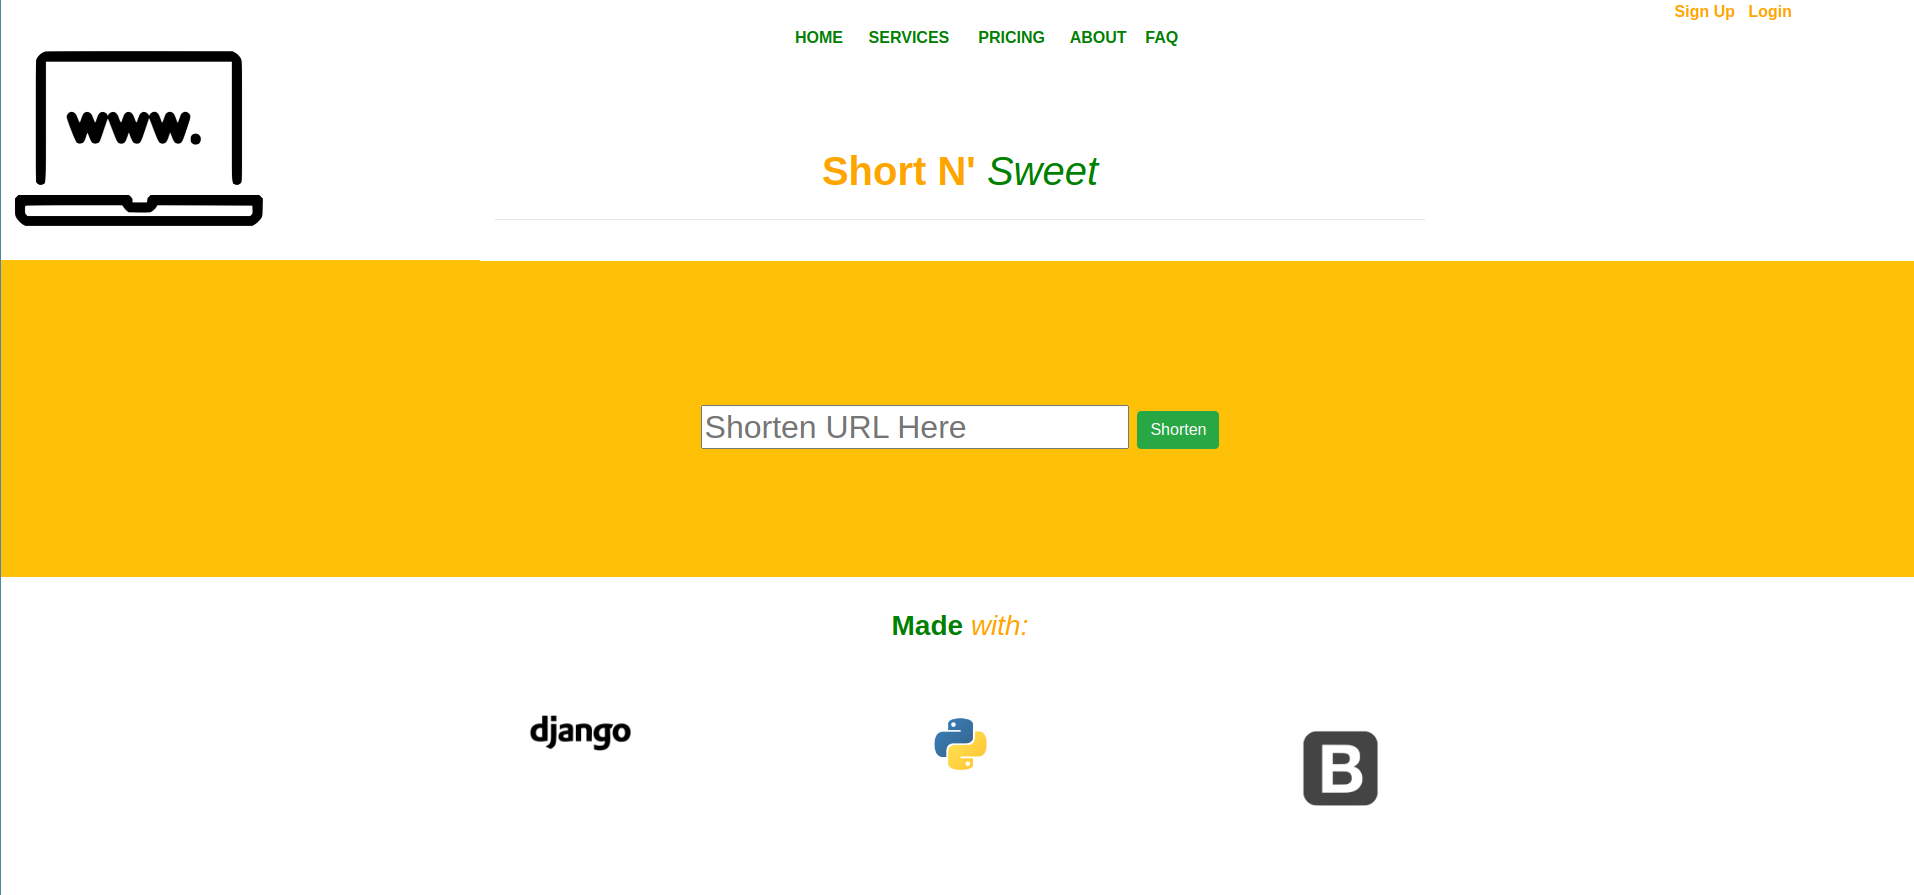 Sign Up Login
HOME SERVICES PRICING ABOUT FAQ
www.
Short N' Sweet
Shorten URL Here
Shorten
Made with:
django
B